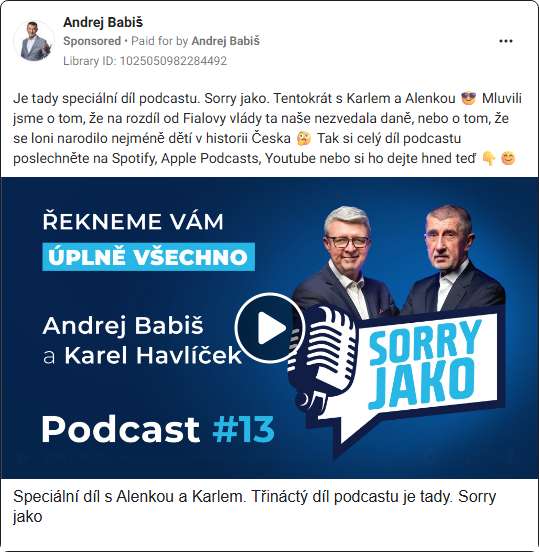 Andrej Babiš
Sponsored • Paid for by Andrej Babiš
Library ID: 1025050982284492
Je tady speciální díl podcastu. Sorry jako. Tentokrát s Karlem a Alenkou 😎 Mluvili
jsme o tom, že na rozdíl od Fialovy vlády ta naše nezvedala daně, nebo o tom, že
se loni narodilo nejméně dětí v historii Česka 🫣 Tak si celý díl podcastu
poslechněte na Spotify, Apple Podcasts, Youtube nebo si ho dejte hned teď 👇 😊
ŘEKNEME VÁM
ÚPLNĚ VŠECHNO
Andrej Babiš
a Karel Havlíček
Podcast #13
SORRY
JAKO
Speciální díl s Alenkou a Karlem. Třináctý díl podcastu je tady. Sorry
jako